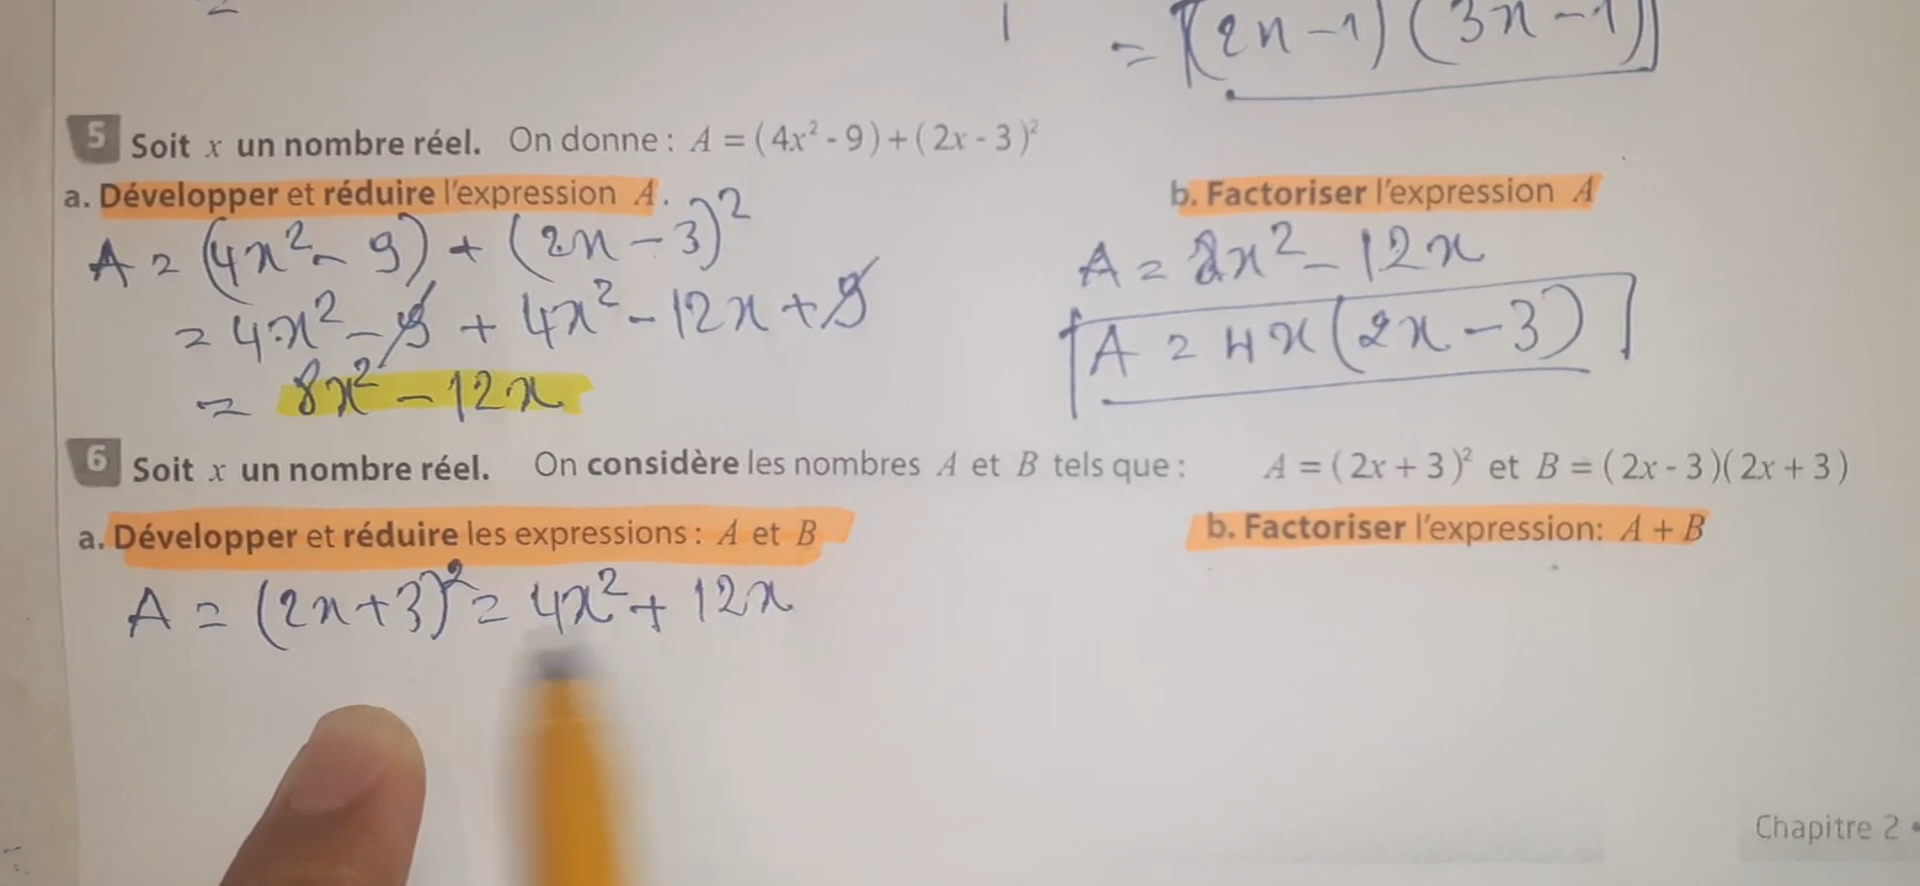 = (2x-1)(3x-1)
5 Soit x un nombre réel. On donne : A = (4x² - 9) + (2x - 3)²
a. Développer et réduire l'expression A.
A = (4x² - 9) + (2x - 3)²
= 4x² - 9 + 4x² - 12x + 9
= 8x² - 12x
b. Factoriser l'expression A
A = 8x² - 12x
A = 4x(2x - 3)
6 Soit x un nombre réel. On considère les nombres A et B tels que : A = (2x + 3)² et B = (2x - 3)(2x + 3)
a. Développer et réduire les expressions : A et B
A = (2x+3)² = 4x² + 12x
b. Factoriser l'expression: A + B
Chapitre 2 •